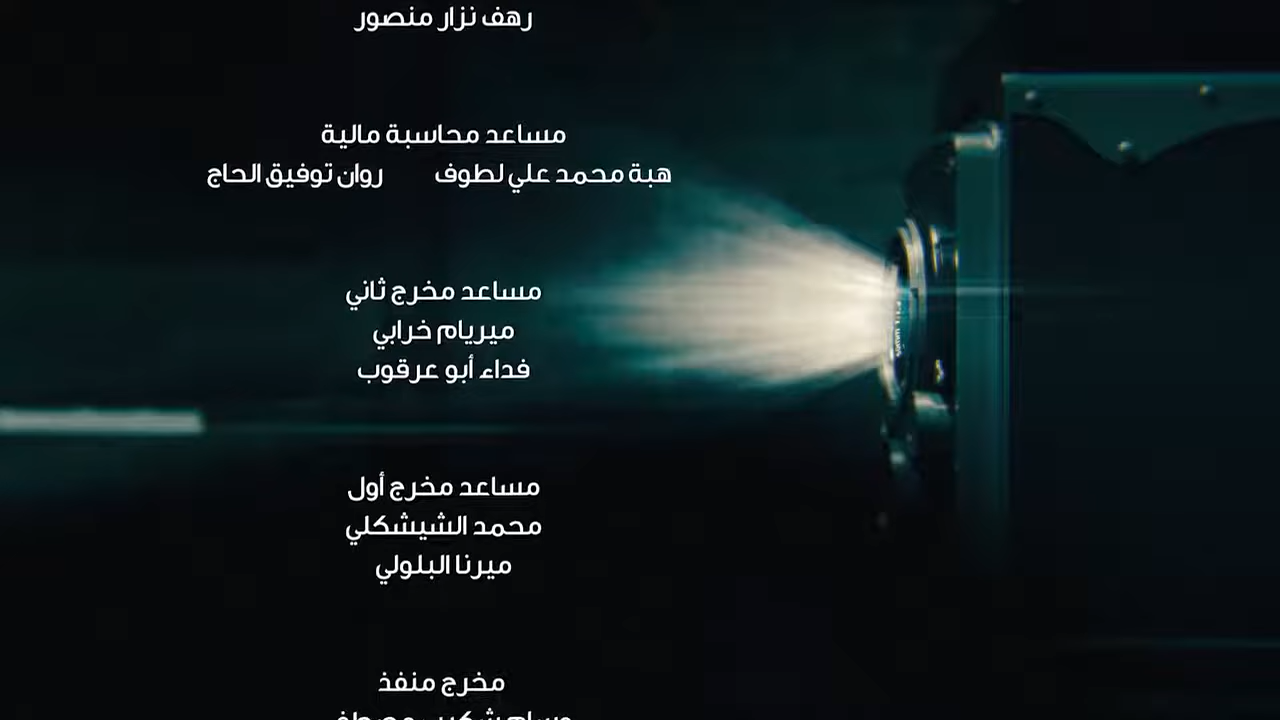 رهف نزار منصور
مساعد محاسبة مالية
هبة محمد علي لطوف روان توفيق الحاج
مساعد مخرج ثاني
ميريام خرابي
فداء أبو عرقوب
مساعد مخرج أول
محمد الشيشكلي
ميرنا البلولي
مخرج منفذ